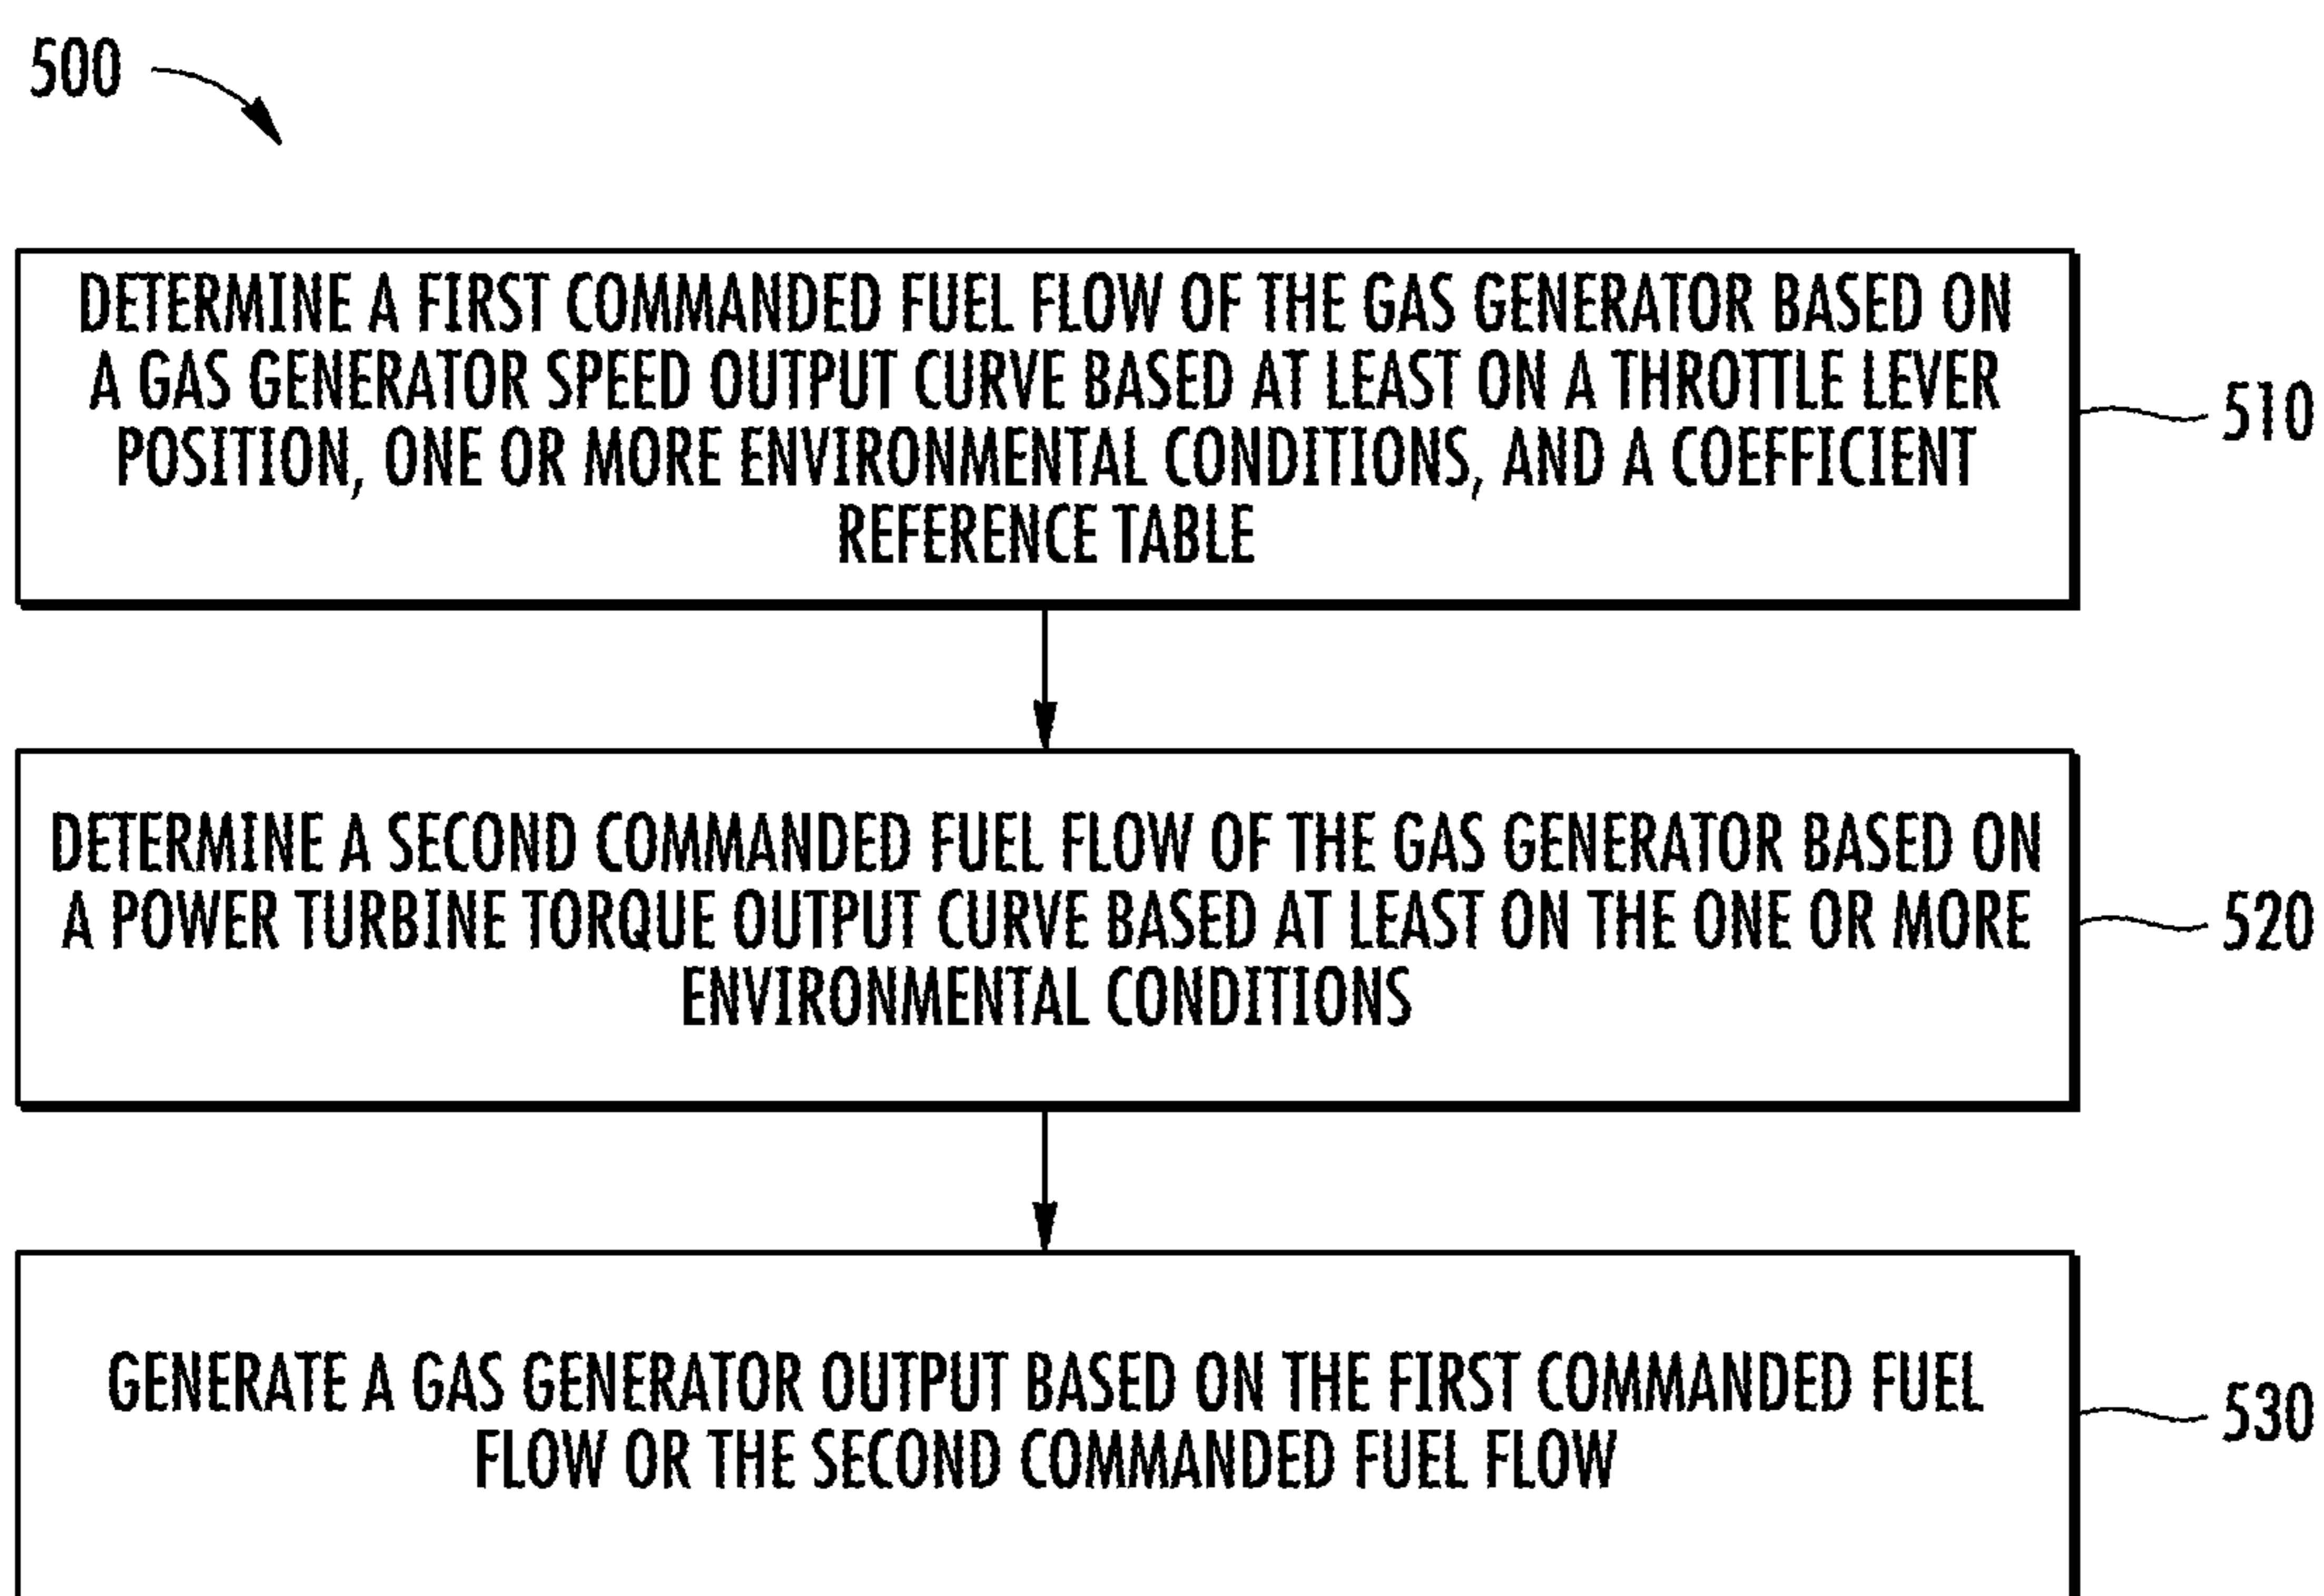 500
DETERMINE A FIRST COMMANDED FUEL FLOW OF THE GAS GENERATOR BASED ON
A GAS GENERATOR SPEED OUTPUT CURVE BASED AT LEAST ON A THROTTLE LEVER
POSITION, ONE OR MORE ENVIRONMENTAL CONDITIONS, AND A COEFFICIENT
REFERENCE TABLE
510
DETERMINE A SECOND COMMANDED FUEL FLOW OF THE GAS GENERATOR BASED ON
A POWER TURBINE TORQUE OUTPUT CURVE BASED AT LEAST ON THE ONE OR MORE
ENVIRONMENTAL CONDITIONS
520
GENERATE A GAS GENERATOR OUTPUT BASED ON THE FIRST COMMANDED FUEL
FLOW OR THE SECOND COMMANDED FUEL FLOW
530